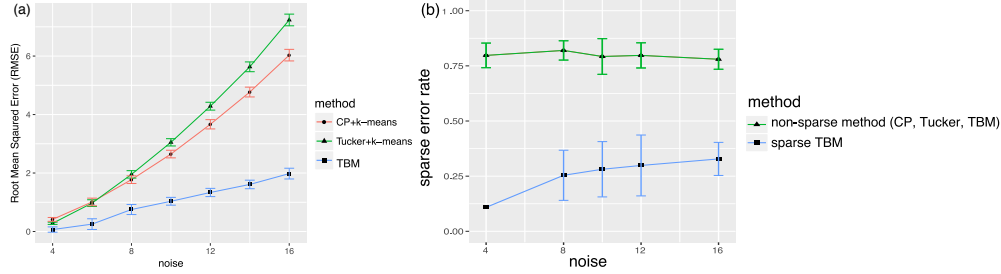 (a)
Root Mean Sqaured Error (RMSE)
6
4
2
0
4
6
8
10
12
14
16
noise
method
CP+k−means
Tucker+k−means
TBM
(b)
sparse error rate
1.00
0.75
0.50
0.25
0.00
4
8
10
12
16
noise
method
non-sparse method (CP, Tucker, TBM)
sparse TBM